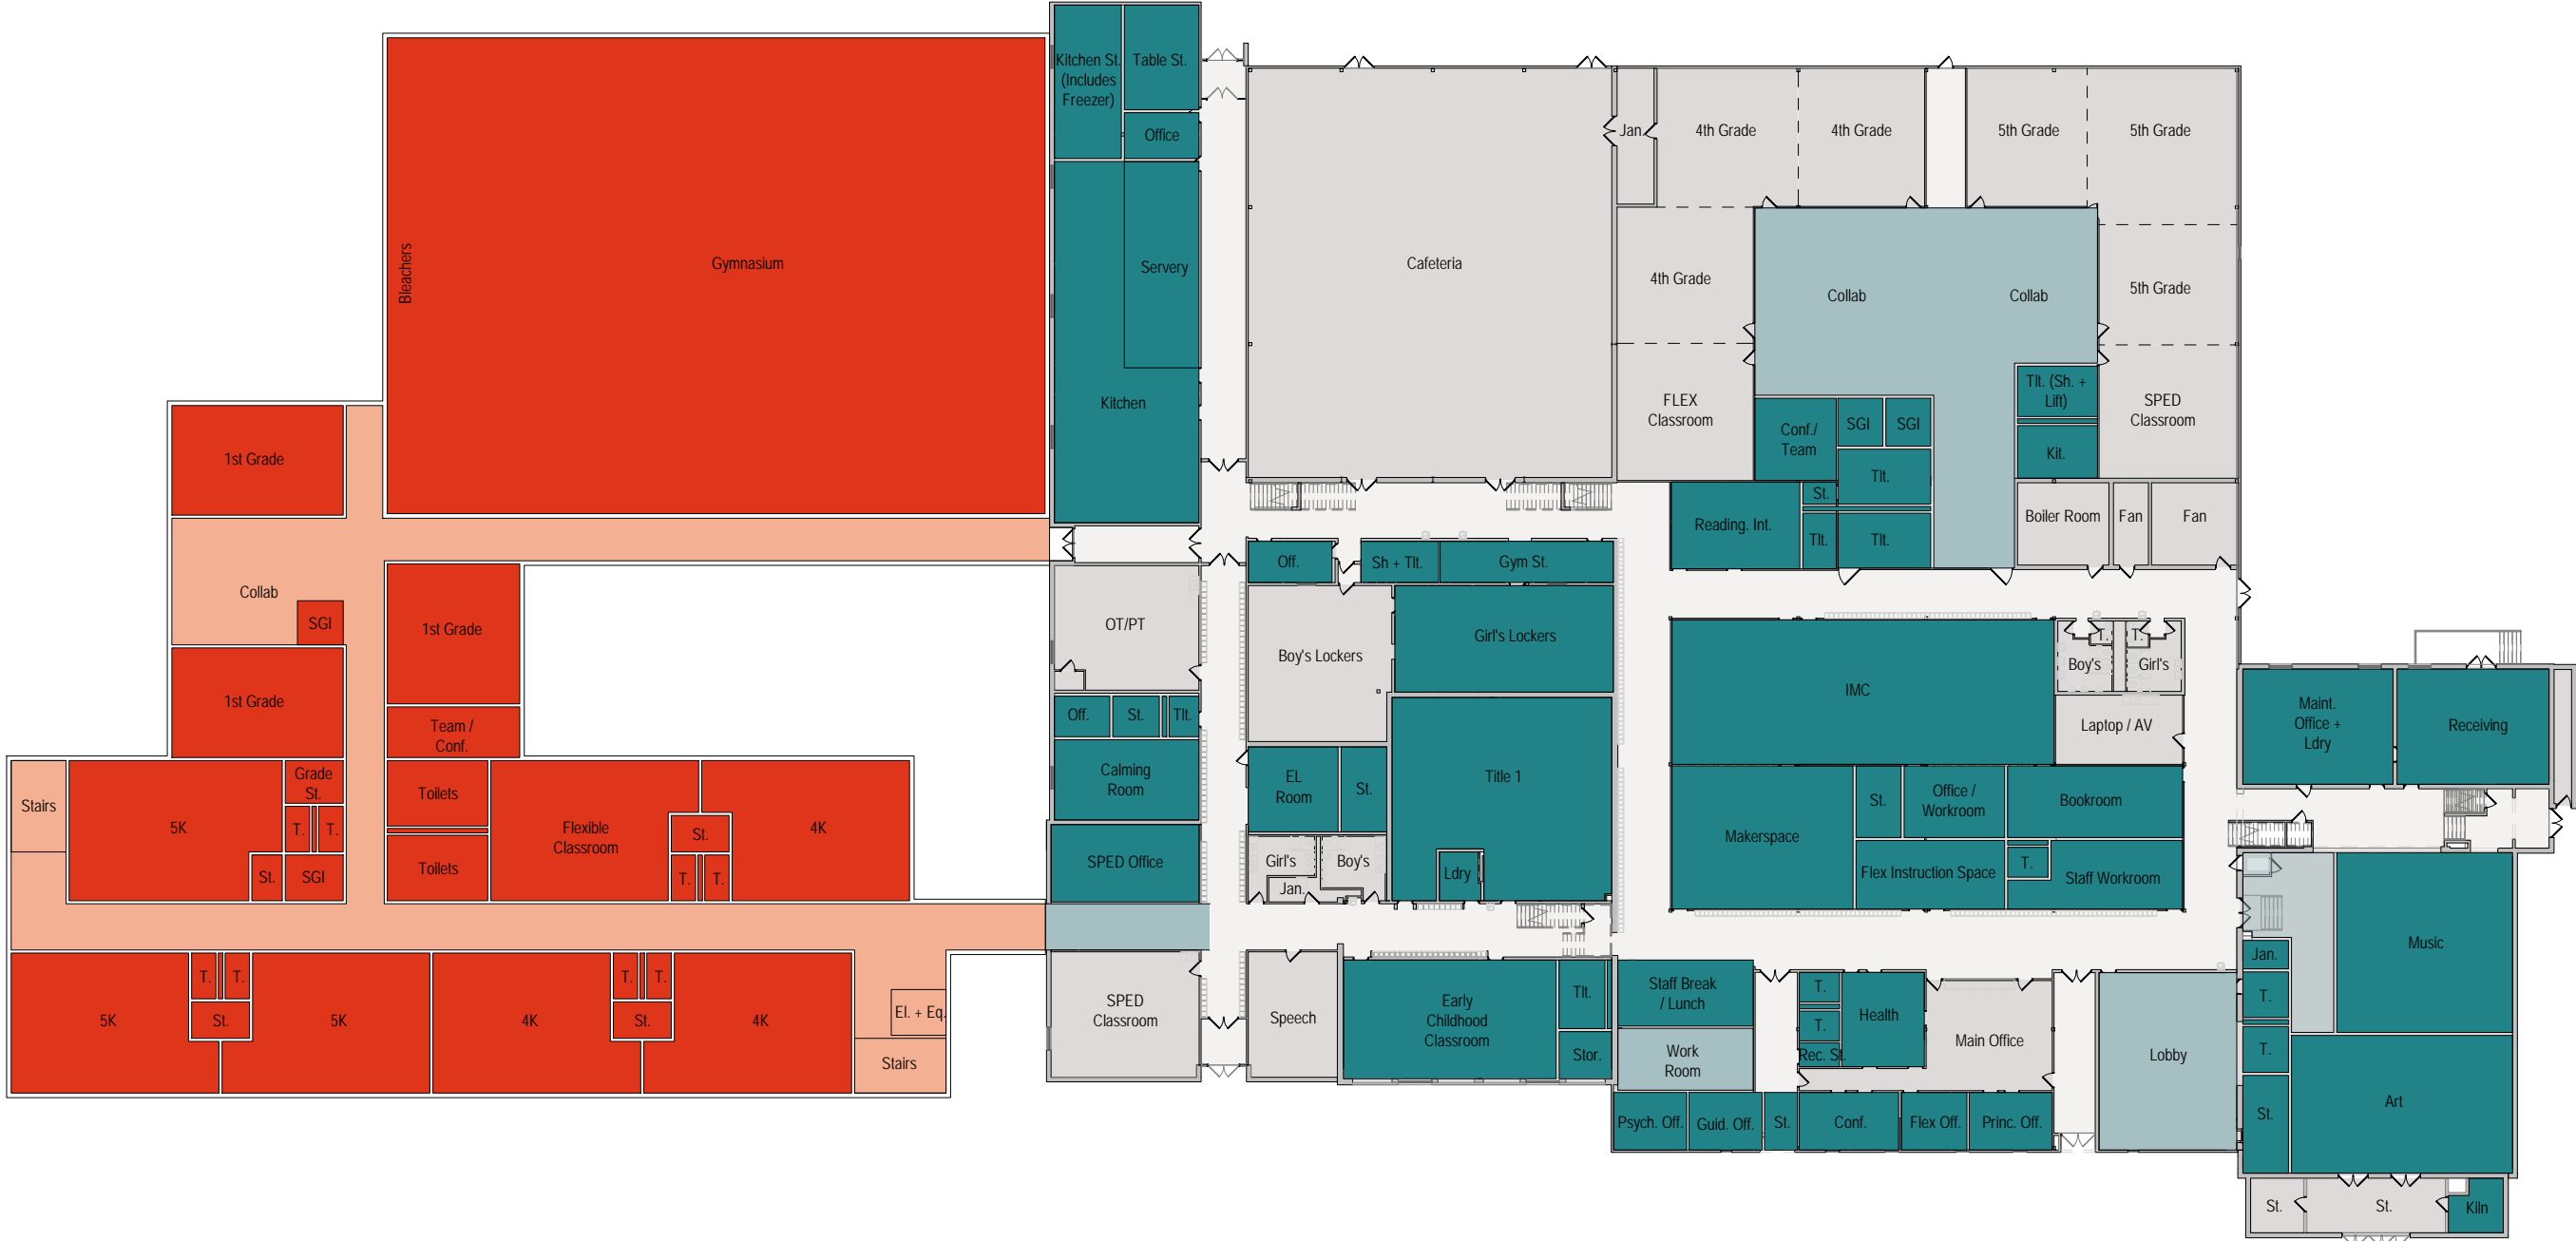 Kitchen St.
(Includes
Freezer)
Table St.
Office
Jan.
4th Grade
4th Grade
5th Grade
5th Grade
Bleachers
Gymnasium
Servery
Cafeteria
4th Grade
Collab
Collab
5th Grade
Kitchen
FLEX
Classroom
Tlt. (Sh. +
Lift)
SPED
Classroom
Conf./
Team
SGI
SGI
Kit.
1st Grade
Tlt.
St.
Reading. Int.
Tlt.
Tlt.
Boiler Room
Fan
Fan
Off.
Sh + Tlt.
Gym St.
Collab
SGI
1st Grade
OT/PT
Boy's Lockers
Girl's Lockers
T.
T.
Boy's
Girl's
IMC
Laptop / AV
1st Grade
Team /
Conf.
Off.
St.
Tlt.
Maint.
Office +
Ldry
Receiving
Stairs
5K
Grade
St.
T.
T.
St.
SGI
Toilets
Toilets
Flexible
Classroom
St.
T.
T.
4K
Calming
Room
EL
Room
St.
Title 1
St.
Office /
Workroom
Bookroom
Makerspace
SPED Office
Girl's
Boy's
Jan.
Ldry
Flex Instruction Space
T.
Staff Workroom
Music
Jan.
5K
T.
T.
St.
5K
4K
T.
T.
St.
4K
El. + Eq.
Stairs
SPED
Classroom
Speech
Early
Childhood
Classroom
Tlt.
Stor.
Staff Break
/ Lunch
Work
Room
T.
T.
Rec. St.
Health
Main Office
Lobby
T.
T.
St.
Art
Psych. Off.
Guid. Off.
St.
Conf.
Flex Off.
Princ. Off.
St.
St.
Kiln